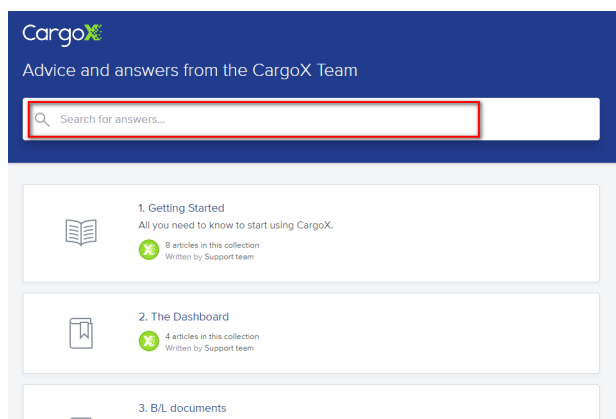 CargoX
Advice and answers from the CargoX Team
Search for answers...
1. Getting Started
All you need to know to start using CargoX.
8 articles in this collection
Written by Support team
2. The Dashboard
4 articles in this collection
Written by Support team
3. B/L documents